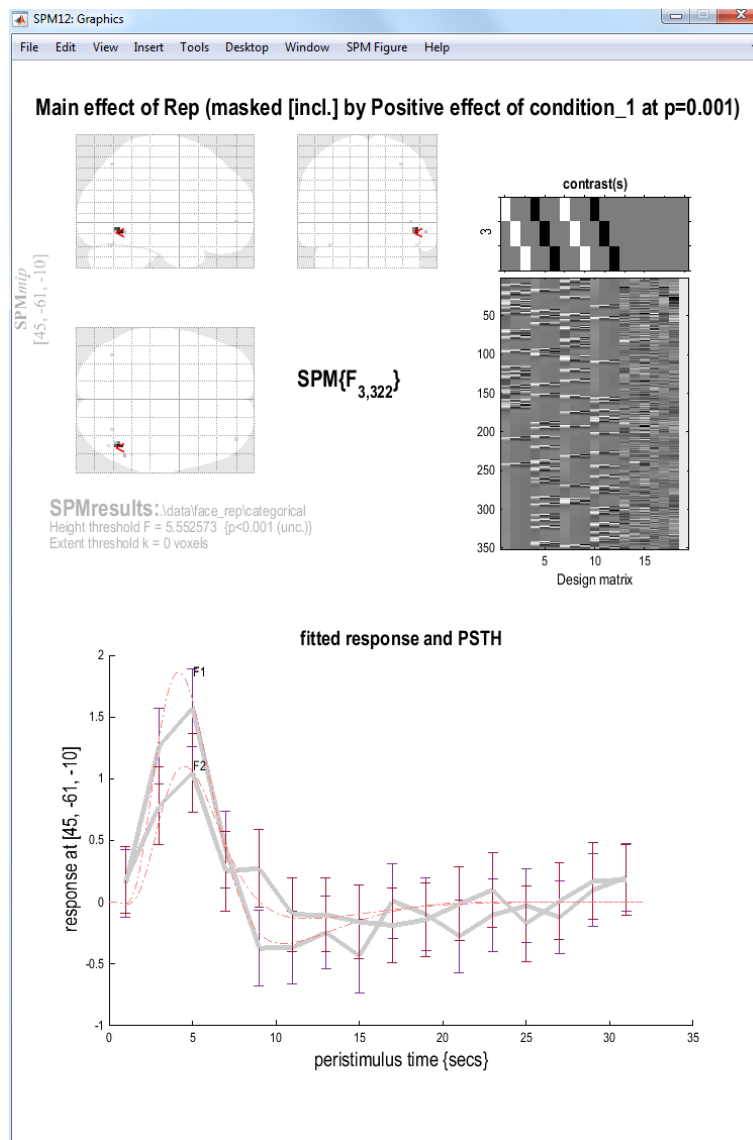 SPM12: Graphics
File Edit View Insert Tools Desktop Window SPM Figure Help
Main effect of Rep (masked [incl.] by Positive effect of condition_1 at p=0.001)
SPMmip
[45, -61, -10]
<
<
<
SPM{F3,322}
contrast(s)
3
50
100
150
200
250
300
350
5 10 15
Design matrix
SPMresults:.\data\face_rep\categorical
Height threshold F = 5.552573 {p<0.001 (unc.)}
Extent threshold k = 0 voxels
fitted response and PSTH
response at [45, -61, -10]
2
1.5
1
0.5
0
-0.5
-1
F1
F2
0 5 10 15 20 25 30 35
peristimulus time {secs}